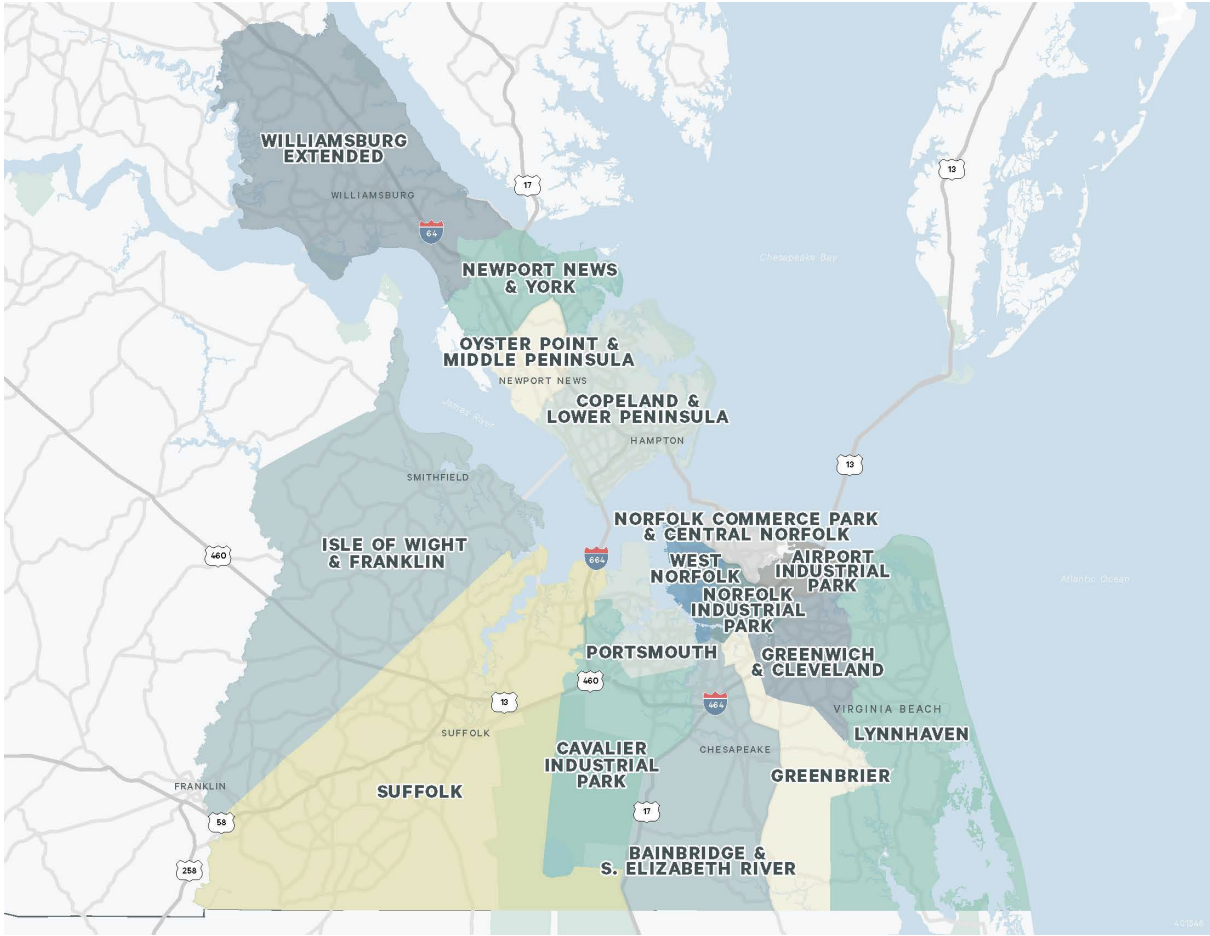 WILLIAMSBURG
EXTENDED
13
17
WILLIAMSBURG
64
Chesapeake Bay
NEWPORT NEWS
& YORK
OYSTER POINT &
MIDDLE PENINSULA
NEWPORT NEWS
COPELAND &
LOWER PENINSULA
James River
HAMPTON
13
SMITHFIELD
NORFOLK COMMERCE PARK
& CENTRAL NORFOLK
ISLE OF WIGHT
& FRANKLIN
460
664
WEST
NORFOLK
AIRPORT
INDUSTRIAL
PARK
Atlantic Ocean
NORFOLK
INDUSTRIAL
PARK
PORTSMOUTH
GREENWICH
& CLEVELAND
460
13
464
VIRGINIA BEACH
LYNNHAVEN
SUFFOLK
CHESAPEAKE
CAVALIER
INDUSTRIAL
PARK
GREENBRIER
FRANKLIN
SUFFOLK
17
58
BAINBRIDGE &
S. ELIZABETH RIVER
258
401546